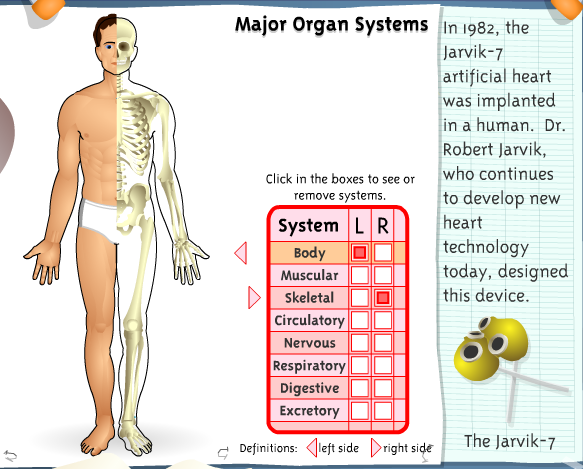 Major Organ Systems
Click in the boxes to see or
remove systems.
System L R
Body
Muscular
Skeletal
Circulatory
Nervous
Respiratory
Digestive
Excretory
Definitions: left side right side
In 1982, the
Jarvik-7
artificial heart
was implanted
in a human. Dr.
Robert Jarvik,
who continues
to develop new
heart
technology
today, designed
this device.
The Jarvik-7